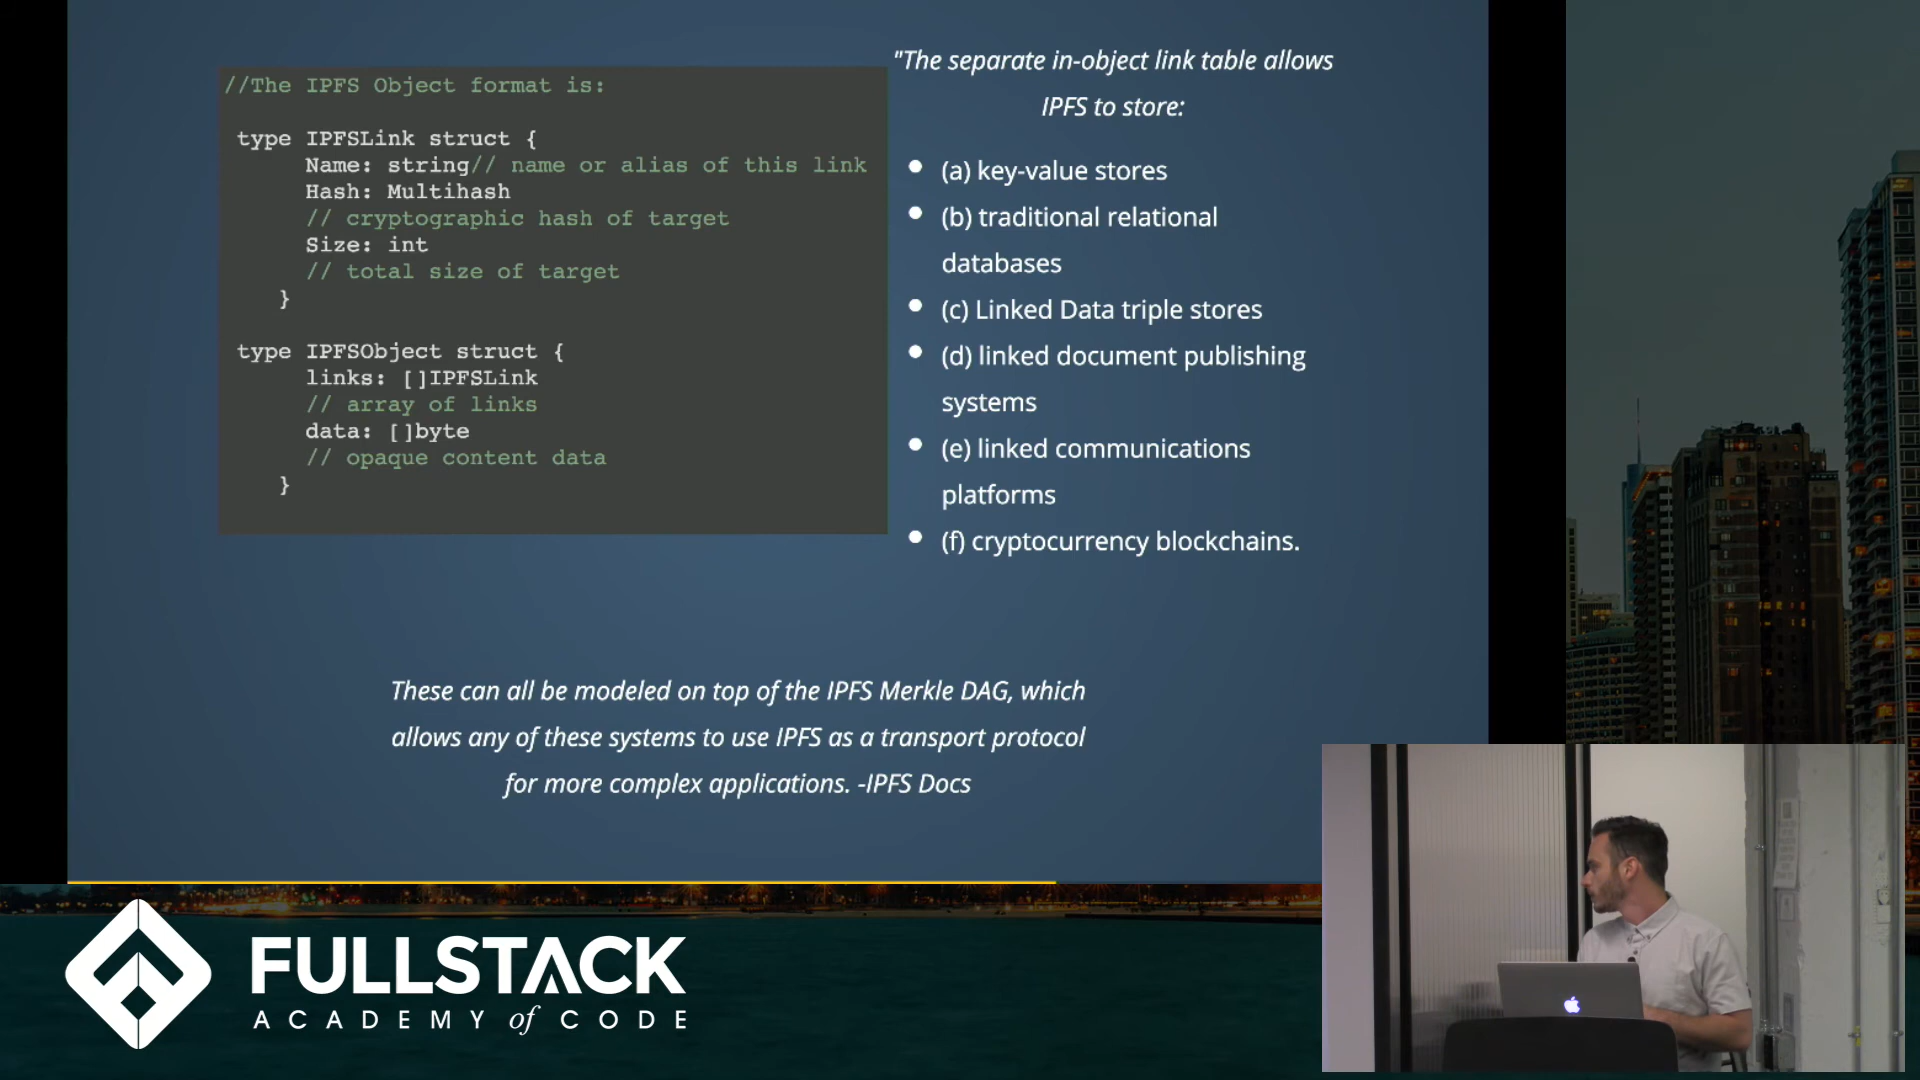 //The IPFS Object format is:
type IPFSLink struct {
Name: string// name or alias of this link
Hash: Multihash
// cryptographic hash of target
Size: int
// total size of target
}
type IPFSObject struct {
links: []IPFSLink
// array of links
data: []byte
// opaque content data
}
"The separate in-object link table allows
IPFS to store:
(a) key-value stores
(b) traditional relational
databases
(c) Linked Data triple stores
(d) linked document publishing
systems
(e) linked communications
platforms
(f) cryptocurrency blockchains.
These can all be modeled on top of the IPFS Merkle DAG, which
allows any of these systems to use IPFS as a transport protocol
for more complex applications. -IPFS Docs
FULLSTACK
ACADEMY of CODE